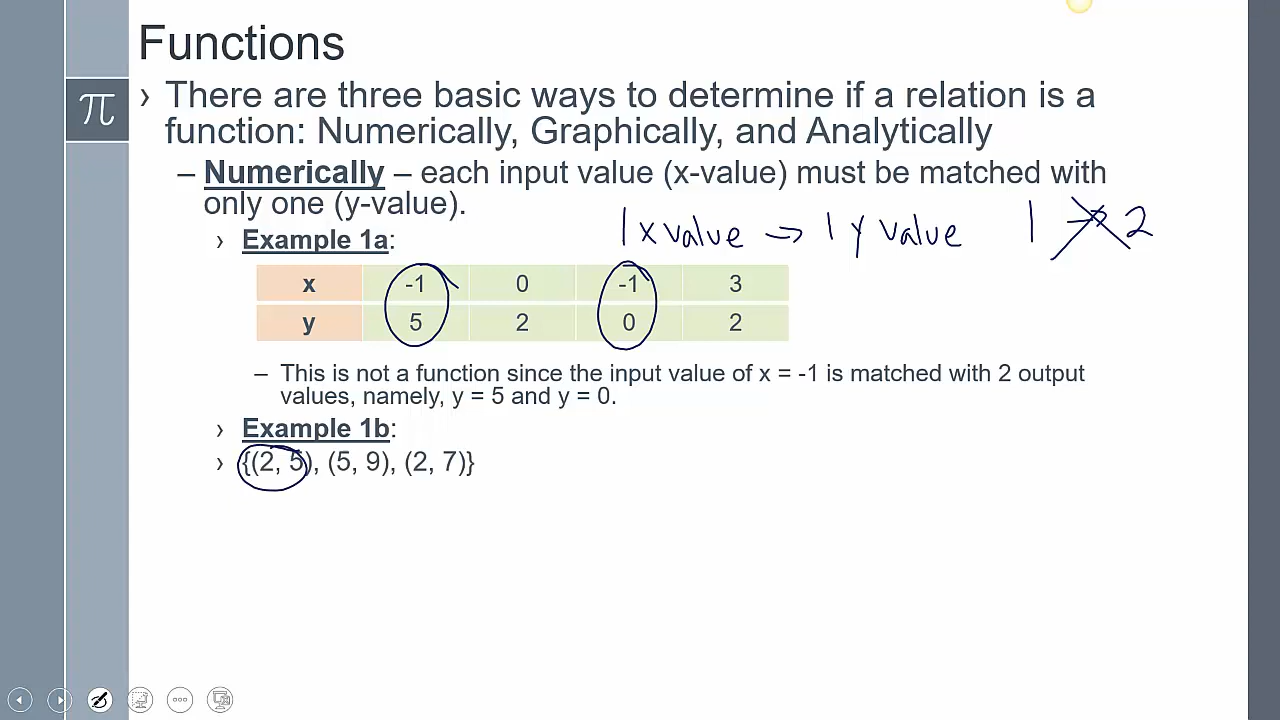 Functions
π
› There are three basic ways to determine if a relation is a
function: Numerically, Graphically, and Analytically
– Numerically – each input value (x-value) must be matched with
only one (y-value).
1 x value → 1 y value 1 → 2
› Example 1a:
x -1 0 -1 3
y 5 2 0 2
– This is not a function since the input value of x = -1 is matched with 2 output
values, namely, y = 5 and y = 0.
› Example 1b:
› {(2, 5), (5, 9), (2, 7)}